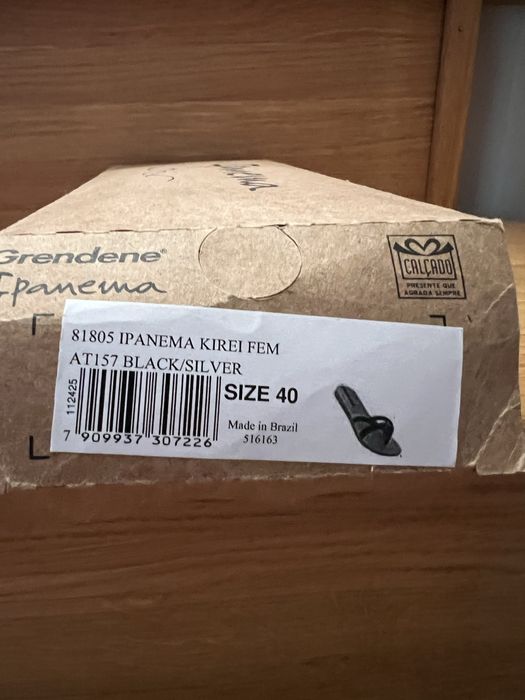 Grendene®
Ipanema
CALÇADO
PRESENTE QUE
AGRADA SEMPRE
81805 IPANEMA KIREI FEM
AT157 BLACK/SILVER
112425
SIZE 40
7 909937 307226
Made in Brazil
516163